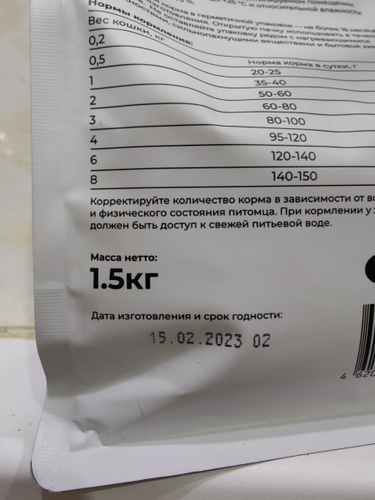 Нормы кормления:
Вес кошки, кг
Норма корма в сутки, г
0,2 20-25
0,5 35-40
1 50-60
2 60-80
3 80-100
4 95-120
6 120-140
8 140-150
Корректируйте количество корма в зависимости от
и физического состояния питомца. При кормлении у
должен быть доступ к свежей питьевой воде.
Масса нетто:
1.5кг
Дата изготовления и срок годности:
15.02.2023 02
4 620